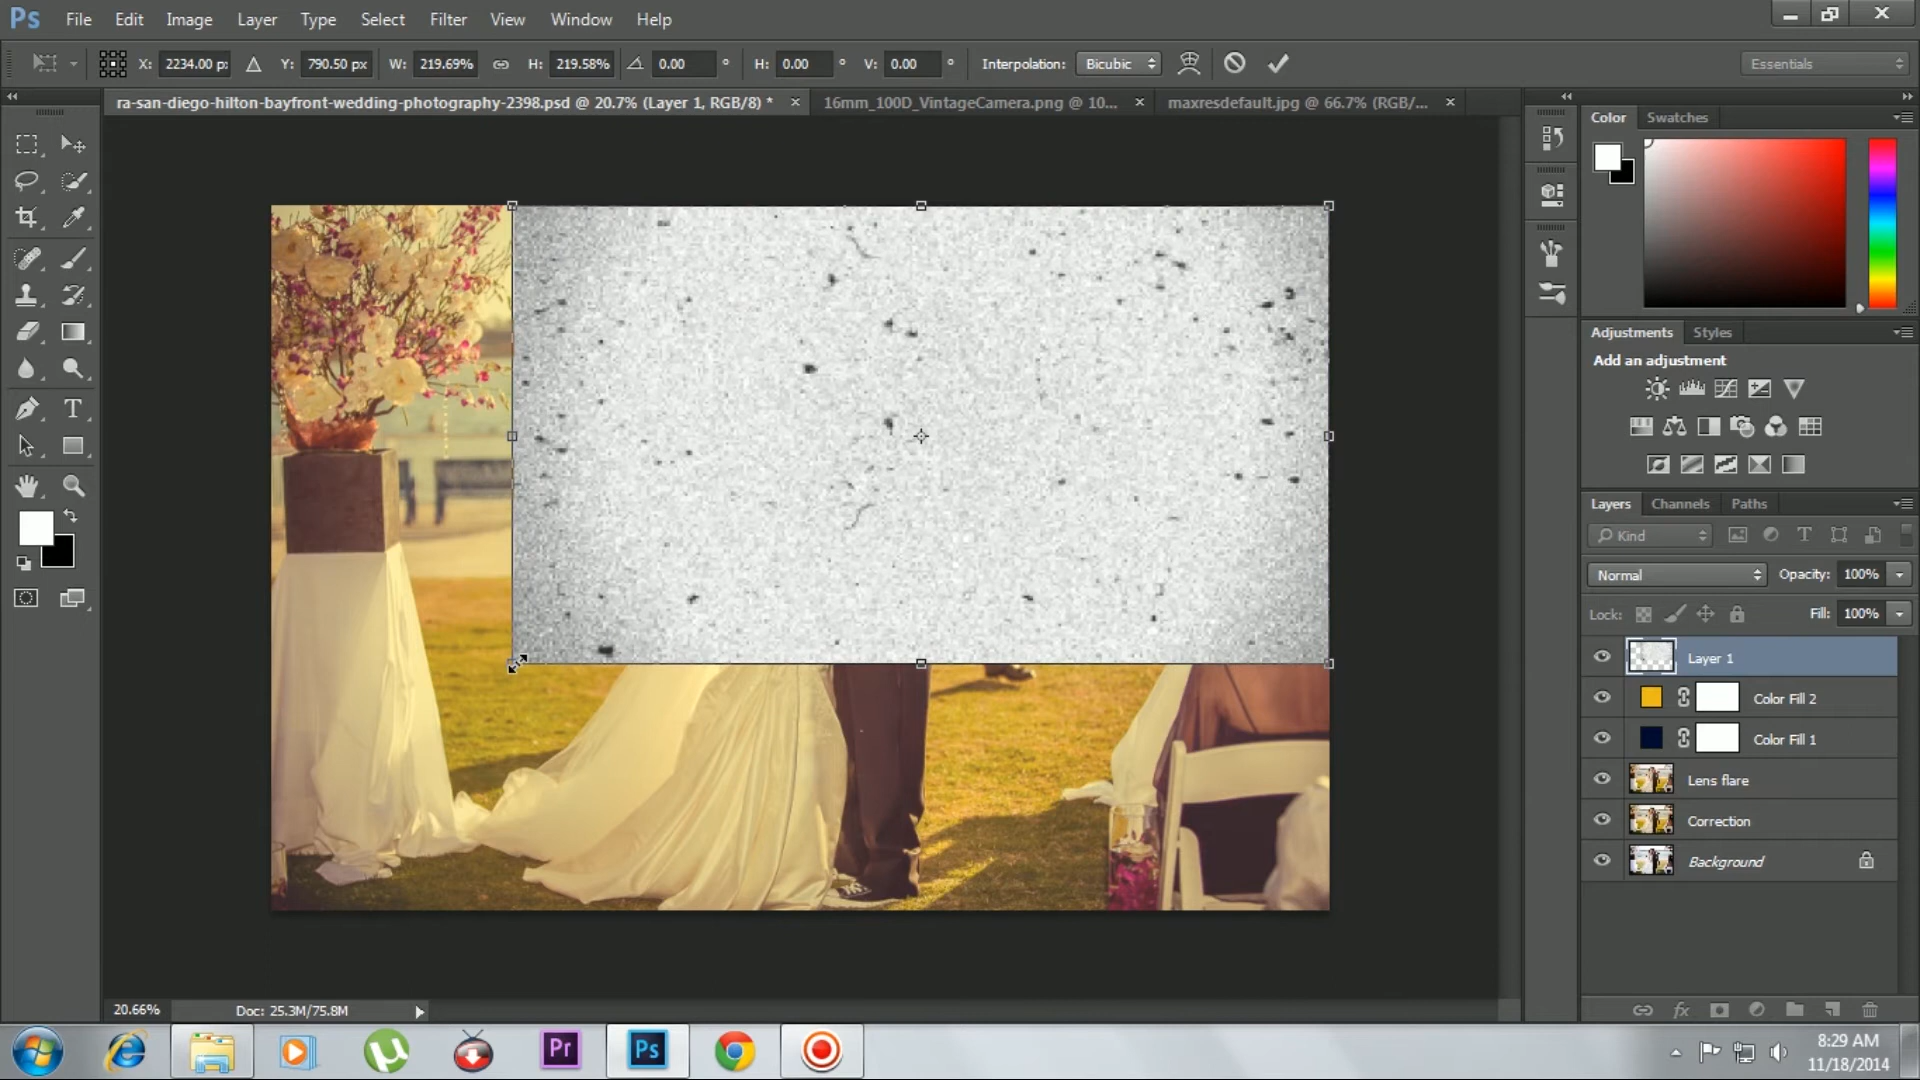 Ps File Edit Image Layer Type Select Filter View Window Help
X: 2234.00 p Y: 790.50 px W: 219.69% H: 219.58% 0.00 ° H: 0.00 ° V: 0.00 ° Interpolation: Bicubic Essentials
ra-san-diego-hilton-bayfront-wedding-photography-2398.psd @ 20.7% (Layer 1, RGB/8) * × 16mm_100D_VintageCamera.png @ 10... × maxresdefault.jpg @ 66.7% (RGB/... ×
Color Swatches
Adjustments Styles
Add an adjustment
Layers Channels Paths
Kind
Normal Opacity: 100%
Lock: Fill: 100%
Layer 1
Color Fill 2
Color Fill 1
Lens flare
Correction
Background
20.66% Doc: 25.3M/75.8M
Pr Ps
8:29 AM
11/18/2014